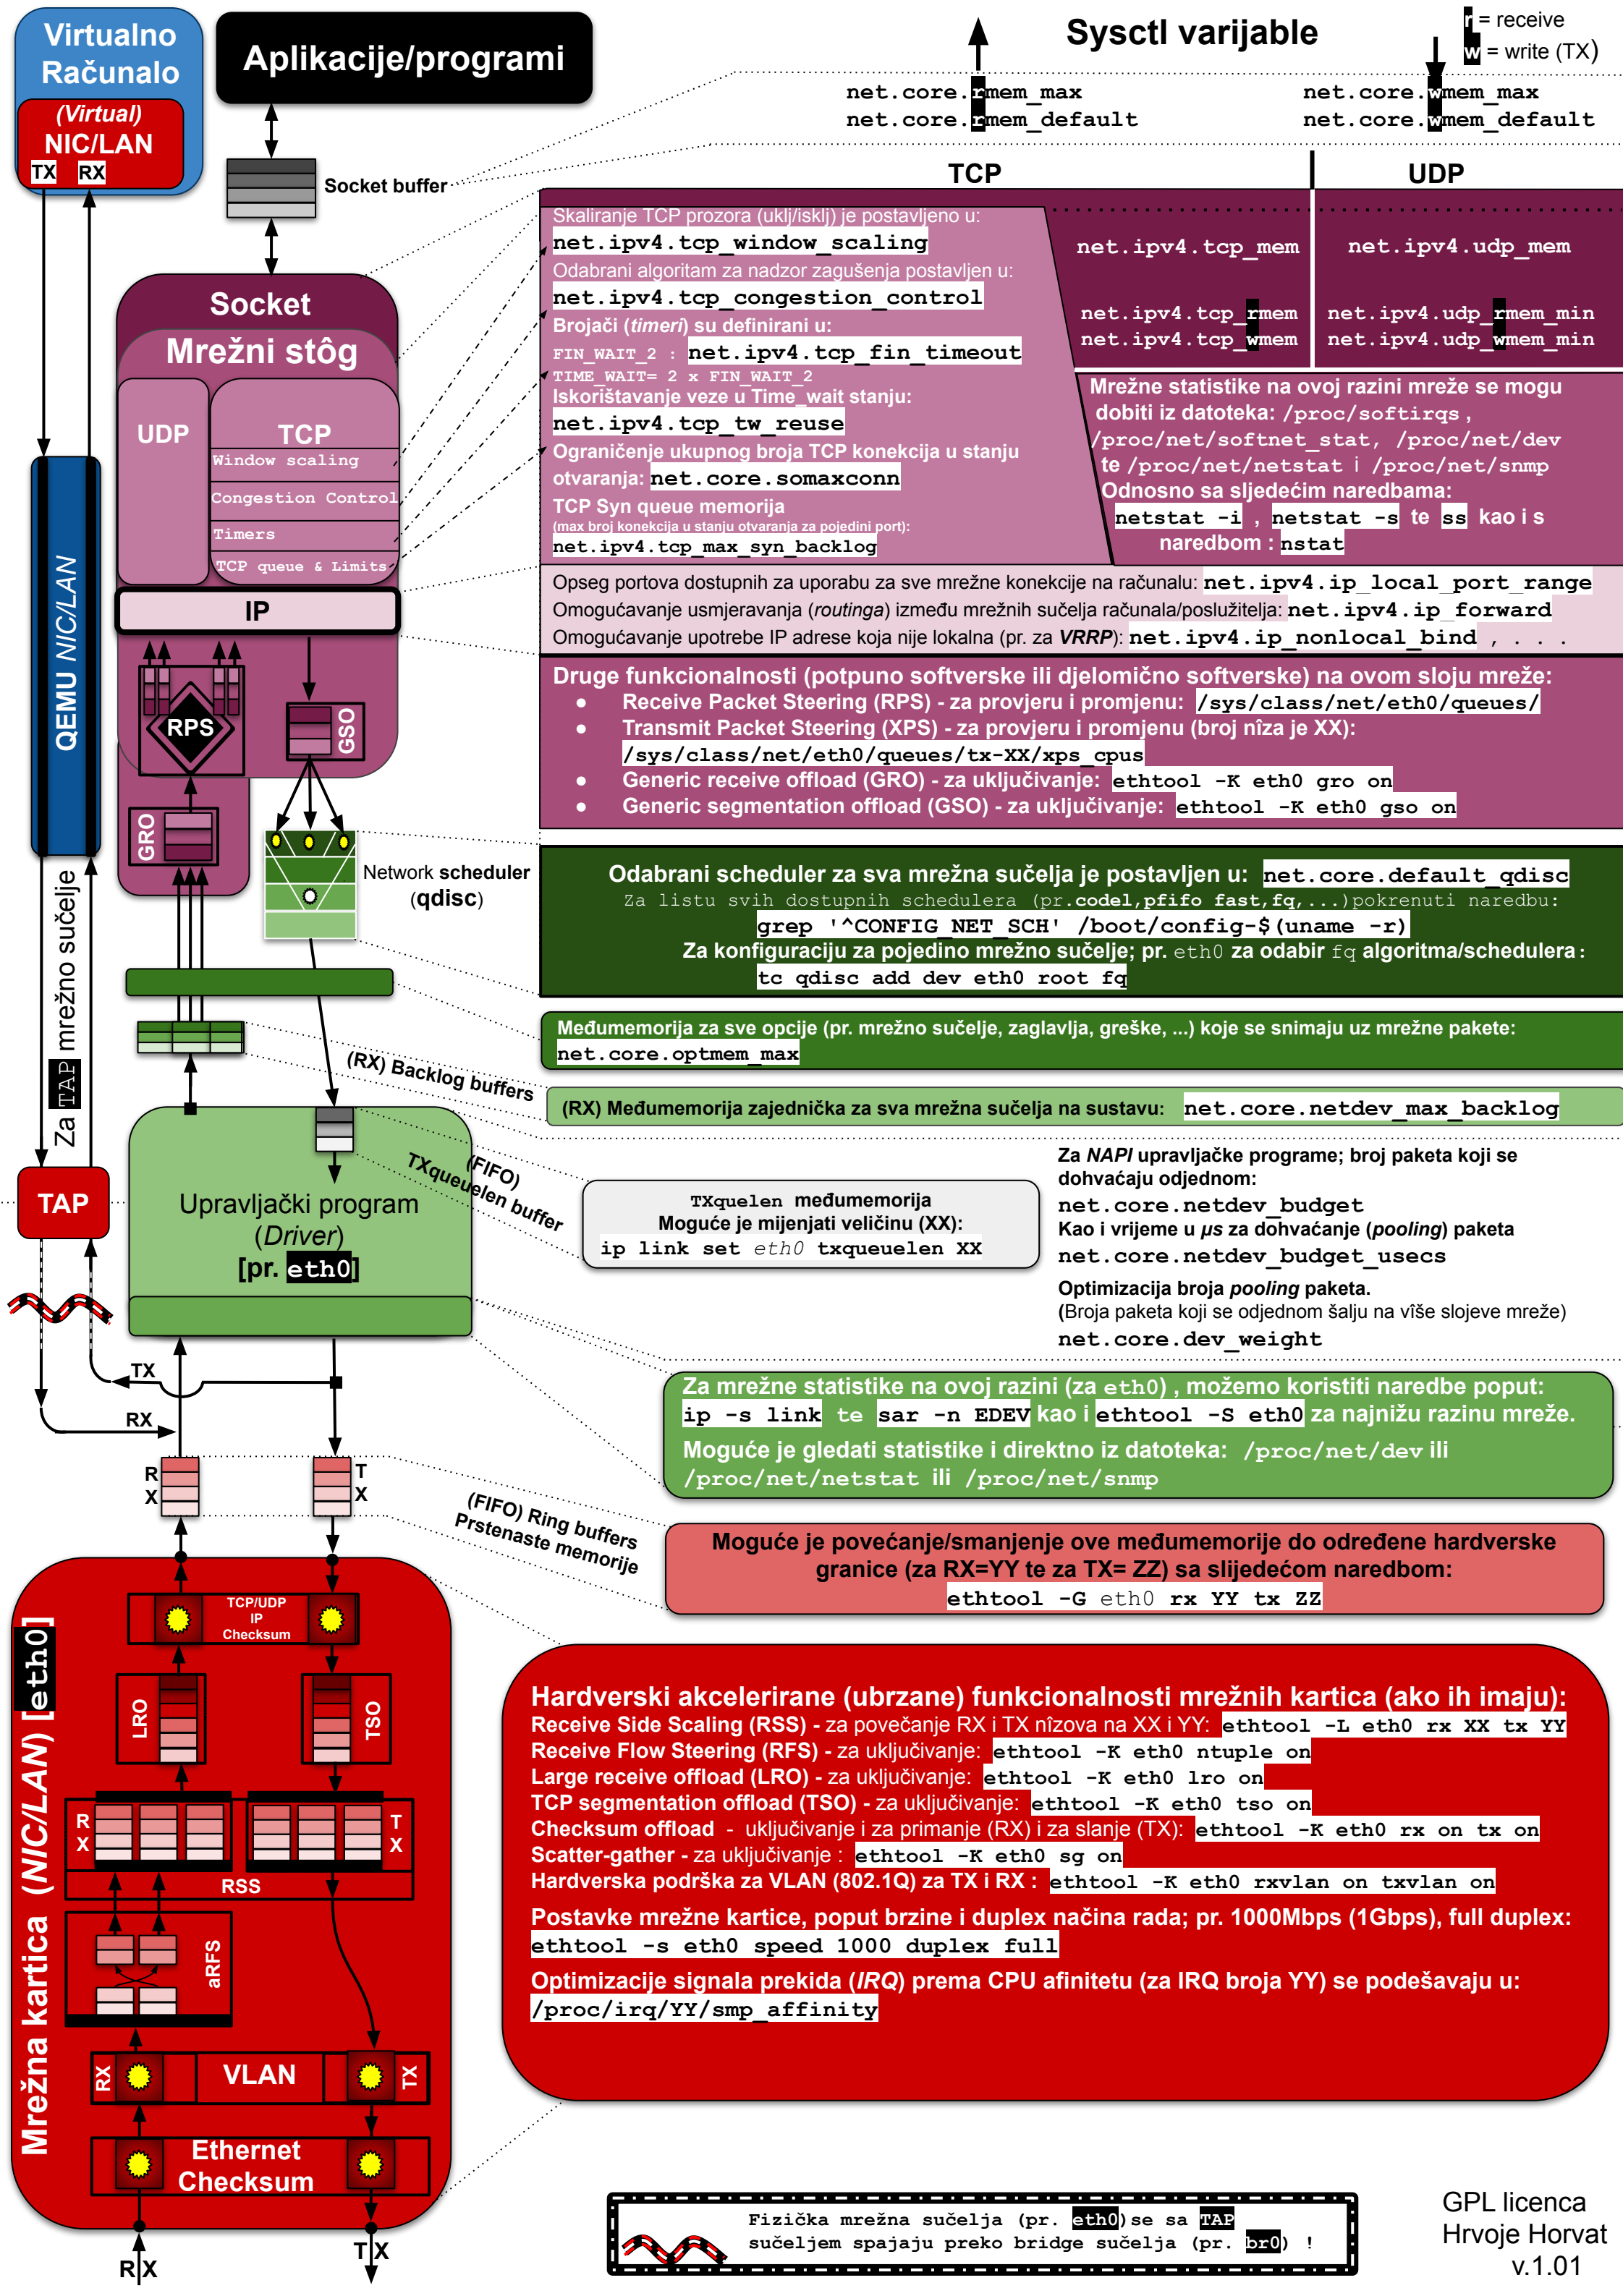 Virtualno
Računalo
(Virtual)
NIC/LAN
TX RX
Aplikacije/programi
Sysctl varijable
r = receive
w = write (TX)
net.core.rmem_max
net.core.rmem_default
net.core.wmem_max
net.core.wmem_default
Socket buffer
TCP
UDP
Skaliranje TCP prozora (uklj/isklj) je postavljeno u:
net.ipv4.tcp_window_scaling
Odabrani algoritam za nadzor zagušenja postavljen u:
net.ipv4.tcp_congestion_control
Brojači (timeri) su definirani u:
FIN_WAIT_2 : net.ipv4.tcp_fin_timeout
TIME_WAIT= 2 x FIN_WAIT_2
Iskorištavanje veze u Time_wait stanju:
net.ipv4.tcp_tw_reuse
Ograničenje ukupnog broja TCP konekcija u stanju
otvaranja: net.core.somaxconn
TCP Syn queue memorija
(max broj konekcija u stanju otvaranja za pojedini port):
net.ipv4.tcp_max_syn_backlog
net.ipv4.tcp_mem
net.ipv4.tcp_rmem
net.ipv4.tcp_wmem
net.ipv4.udp_mem
net.ipv4.udp_rmem_min
net.ipv4.udp_wmem_min
Mrežne statistike na ovoj razini mreže se mogu
dobiti iz datoteka: /proc/softirqs ,
/proc/net/softnet_stat, /proc/net/dev
te /proc/net/netstat i /proc/net/snmp
Odnosno sa sljedećim naredbama:
netstat -i , netstat -s te ss kao i s
naredbom : nstat
Socket
Mrežni stôg
UDP
TCP
Window scaling
Congestion Control
Timers
TCP queue & Limits
IP
RPS
GSO
GRO
Opseg portova dostupnih za uporabu za sve mrežne konekcije na računalu: net.ipv4.ip_local_port_range
Omogućavanje usmjeravanja (routinga) između mrežnih sučelja računala/poslužitelja: net.ipv4.ip_forward
Omogućavanje upotrebe IP adrese koja nije lokalna (pr. za VRRP): net.ipv4.ip_nonlocal_bind , . . .
Druge funkcionalnosti (potpuno softverske ili djelomično softverske) na ovom sloju mreže:
● Receive Packet Steering (RPS) - za provjeru i promjenu: /sys/class/net/eth0/queues/
● Transmit Packet Steering (XPS) - za provjeru i promjenu (broj nîza je XX):
/sys/class/net/eth0/queues/tx-XX/xps_cpus
● Generic receive offload (GRO) - za uključivanje: ethtool -K eth0 gro on
● Generic segmentation offload (GSO) - za uključivanje: ethtool -K eth0 gso on
QEMU NIC/LAN
Za TAP mrežno sučelje
Network scheduler
(qdisc)
Odabrani scheduler za sva mrežna sučelja je postavljen u: net.core.default_qdisc
Za listu svih dostupnih schedulera (pr.codel,pfifo fast,fq,...)pokrenuti naredbu:
grep '^CONFIG_NET_SCH' /boot/config-$(uname -r)
Za konfiguraciju za pojedino mrežno sučelje; pr. eth0 za odabir fq algoritma/schedulera:
tc qdisc add dev eth0 root fq
Međumemorija za sve opcije (pr. mrežno sučelje, zaglavlja, greške, ...) koje se snimaju uz mrežne pakete:
net.core.optmem_max
(RX) Backlog buffers
(RX) Međumemorija zajednička za sva mrežna sučelja na sustavu: net.core.netdev_max_backlog
Upravljački program
(Driver)
[pr. eth0]
(FIFO)
TXqueuelen buffer
TXquelen međumemorija
Moguće je mijenjati veličinu (XX):
ip link set eth0 txqueuelen XX
Za NAPI upravljačke programe; broj paketa koji se
dohvaćaju odjednom:
net.core.netdev_budget
Kao i vrijeme u µs za dohvaćanje (pooling) paketa
net.core.netdev_budget_usecs
Optimizacija broja pooling paketa.
(Broja paketa koji se odjednom šalju na vîše slojeve mreže)
net.core.dev_weight
TAP
TX
RX
Za mrežne statistike na ovoj razini (za eth0) , možemo koristiti naredbe poput:
ip -s link te sar -n EDEV kao i ethtool -S eth0 za najnižu razinu mreže.
Moguće je gledati statistike i direktno iz datoteka: /proc/net/dev ili
/proc/net/netstat ili /proc/net/snmp
RX
TX
(FIFO) Ring buffers
Prstenaste memorije
Moguće je povećanje/smanjenje ove međumemorije do određene hardverske
granice (za RX=YY te za TX= ZZ) sa slijedećom naredbom:
ethtool -G eth0 rx YY tx ZZ
Mrežna kartica (NIC/LAN) [eth0]
TCP/UDP
IP
Checksum
LRO
TSO
RX
TX
RSS
aRFS
RX
VLAN
TX
Ethernet
Checksum
RX
TX
Hardverski akcelerirane (ubrzane) funkcionalnosti mrežnih kartica (ako ih imaju):
Receive Side Scaling (RSS) - za povečanje RX i TX nîzova na XX i YY: ethtool -L eth0 rx XX tx YY
Receive Flow Steering (RFS) - za uključivanje: ethtool -K eth0 ntuple on
Large receive offload (LRO) - za uključivanje: ethtool -K eth0 lro on
TCP segmentation offload (TSO) - za uključivanje: ethtool -K eth0 tso on
Checksum offload - uključivanje i za primanje (RX) i za slanje (TX): ethtool -K eth0 rx on tx on
Scatter-gather - za uključivanje : ethtool -K eth0 sg on
Hardverska podrška za VLAN (802.1Q) za TX i RX : ethtool -K eth0 rxvlan on txvlan on
Postavke mrežne kartice, poput brzine i duplex načina rada; pr. 1000Mbps (1Gbps), full duplex:
ethtool -s eth0 speed 1000 duplex full
Optimizacije signala prekida (IRQ) prema CPU afinitetu (za IRQ broja YY) se podešavaju u:
/proc/irq/YY/smp_affinity
Fizička mrežna sučelja (pr. eth0)se sa TAP
sučeljem spajaju preko bridge sučelja (pr. br0) !
GPL licenca
Hrvoje Horvat
v.1.01